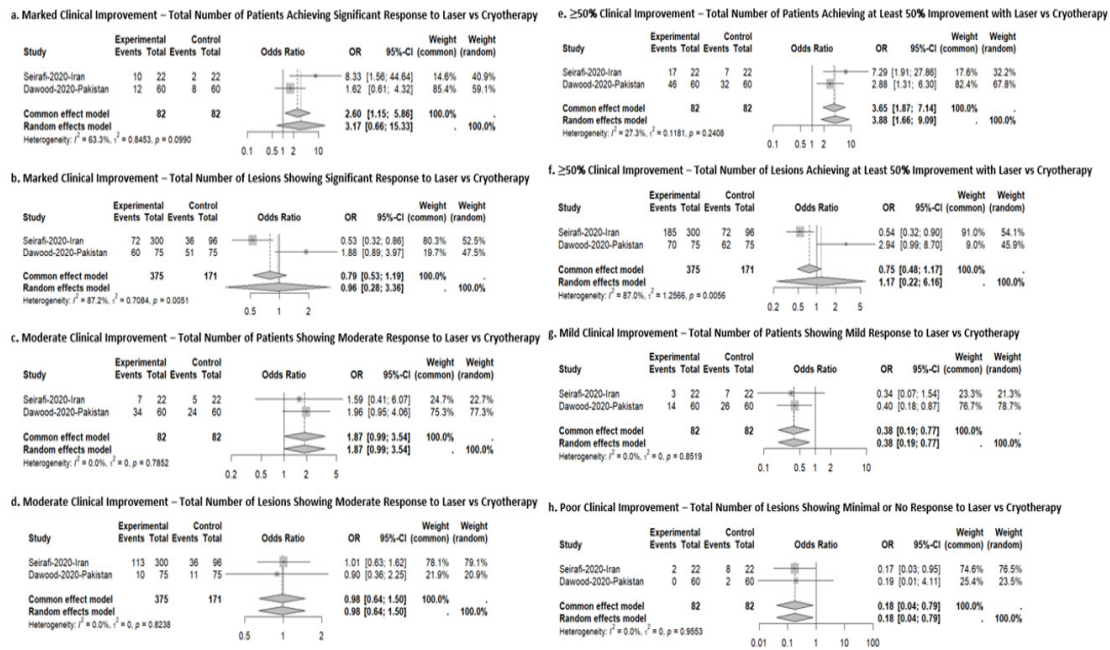 a. Marked Clinical Improvement – Total Number of Patients Achieving Significant Response to Laser vs Cryotherapy
Experimental Control Weight Weight
Study Events Total Events Total Odds Ratio OR 95%-CI (common) (random)
Seirafi-2020-Iran 10 22 2 22 8.33 [1.56; 44.64] 14.6% 40.9%
Dawood-2020-Pakistan 12 60 8 60 1.62 [0.61; 4.32] 85.4% 59.1%
Common effect model 82 82 2.60 [1.15; 5.86] 100.0% .
Random effects model 3.17 [0.66; 15.33] . 100.0%
Heterogeneity: I² = 63.3%, τ² = 0.8453, p = 0.0990
0.1 0.5 1 2 10
b. Marked Clinical Improvement – Total Number of Lesions Showing Significant Response to Laser vs Cryotherapy
Experimental Control Weight Weight
Study Events Total Events Total Odds Ratio OR 95%-CI (common) (random)
Seirafi-2020-Iran 72 300 36 96 0.53 [0.32; 0.86] 80.3% 52.5%
Dawood-2020-Pakistan 60 75 51 75 1.88 [0.89; 3.97] 19.7% 47.5%
Common effect model 375 171 0.79 [0.53; 1.19] 100.0% .
Random effects model 0.96 [0.28; 3.36] . 100.0%
Heterogeneity: I² = 87.2%, τ² = 0.7084, p = 0.0051
0.5 1 2
c. Moderate Clinical Improvement – Total Number of Patients Showing Moderate Response to Laser vs Cryotherapy
Experimental Control Weight Weight
Study Events Total Events Total Odds Ratio OR 95%-CI (common) (random)
Seirafi-2020-Iran 7 22 5 22 1.59 [0.41; 6.07] 24.7% 22.7%
Dawood-2020-Pakistan 34 60 24 60 1.96 [0.95; 4.06] 75.3% 77.3%
Common effect model 82 82 1.87 [0.99; 3.54] 100.0% .
Random effects model 1.87 [0.99; 3.54] . 100.0%
Heterogeneity: I² = 0.0%, τ² = 0, p = 0.7852
0.2 0.5 1 2 5
d. Moderate Clinical Improvement – Total Number of Lesions Showing Moderate Response to Laser vs Cryotherapy
Experimental Control Weight Weight
Study Events Total Events Total Odds Ratio OR 95%-CI (common) (random)
Seirafi-2020-Iran 113 300 36 96 1.01 [0.63; 1.62] 78.1% 79.1%
Dawood-2020-Pakistan 10 75 11 75 0.90 [0.36; 2.25] 21.9% 20.9%
Common effect model 375 171 0.98 [0.64; 1.50] 100.0% .
Random effects model 0.98 [0.64; 1.50] . 100.0%
Heterogeneity: I² = 0.0%, τ² = 0, p = 0.8238
0.5 1 2
e. ≥50% Clinical Improvement – Total Number of Patients Achieving at Least 50% Improvement with Laser vs Cryotherapy
Experimental Control Weight Weight
Study Events Total Events Total Odds Ratio OR 95%-CI (common) (random)
Seirafi-2020-Iran 17 22 7 22 7.29 [1.91; 27.86] 17.6% 32.2%
Dawood-2020-Pakistan 46 60 32 60 2.88 [1.31; 6.30] 82.4% 67.8%
Common effect model 82 82 3.65 [1.87; 7.14] 100.0% .
Random effects model 3.88 [1.66; 9.09] . 100.0%
Heterogeneity: I² = 27.3%, τ² = 0.1181, p = 0.2408
0.1 0.5 1 2 10
f. ≥50% Clinical Improvement – Total Number of Lesions Achieving at Least 50% Improvement with Laser vs Cryotherapy
Experimental Control Weight Weight
Study Events Total Events Total Odds Ratio OR 95%-CI (common) (random)
Seirafi-2020-Iran 185 300 72 96 0.54 [0.32; 0.90] 91.0% 54.1%
Dawood-2020-Pakistan 70 75 62 75 2.94 [0.99; 8.70] 9.0% 45.9%
Common effect model 375 171 0.75 [0.48; 1.17] 100.0% .
Random effects model 1.17 [0.22; 6.16] . 100.0%
Heterogeneity: I² = 87.0%, τ² = 1.2566, p = 0.0056
0.2 0.5 1 2 5
g. Mild Clinical Improvement – Total Number of Patients Showing Mild Response to Laser vs Cryotherapy
Experimental Control Weight Weight
Study Events Total Events Total Odds Ratio OR 95%-CI (common) (random)
Seirafi-2020-Iran 3 22 7 22 0.34 [0.07; 1.54] 23.3% 21.3%
Dawood-2020-Pakistan 14 60 26 60 0.40 [0.18; 0.87] 76.7% 78.7%
Common effect model 82 82 0.38 [0.19; 0.77] 100.0% .
Random effects model 0.38 [0.19; 0.77] . 100.0%
Heterogeneity: I² = 0.0%, τ² = 0, p = 0.8519
0.1 0.5 1 2 10
h. Poor Clinical Improvement – Total Number of Lesions Showing Minimal or No Response to Laser vs Cryotherapy
Experimental Control Weight Weight
Study Events Total Events Total Odds Ratio OR 95%-CI (common) (random)
Seirafi-2020-Iran 2 22 8 22 0.17 [0.03; 0.95] 74.6% 76.5%
Dawood-2020-Pakistan 0 60 2 60 0.19 [0.01; 4.11] 25.4% 23.5%
Common effect model 82 82 0.18 [0.04; 0.79] 100.0% .
Random effects model 0.18 [0.04; 0.79] . 100.0%
Heterogeneity: I² = 0.0%, τ² = 0, p = 0.9553
0.01 0.1 1 10 100